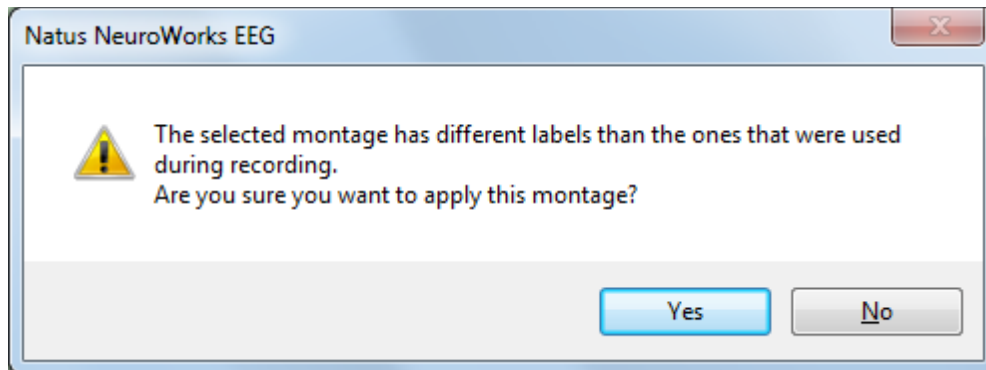 Natus NeuroWorks EEG
The selected montage has different labels than the ones that were used
during recording.
Are you sure you want to apply this montage?
Yes
No